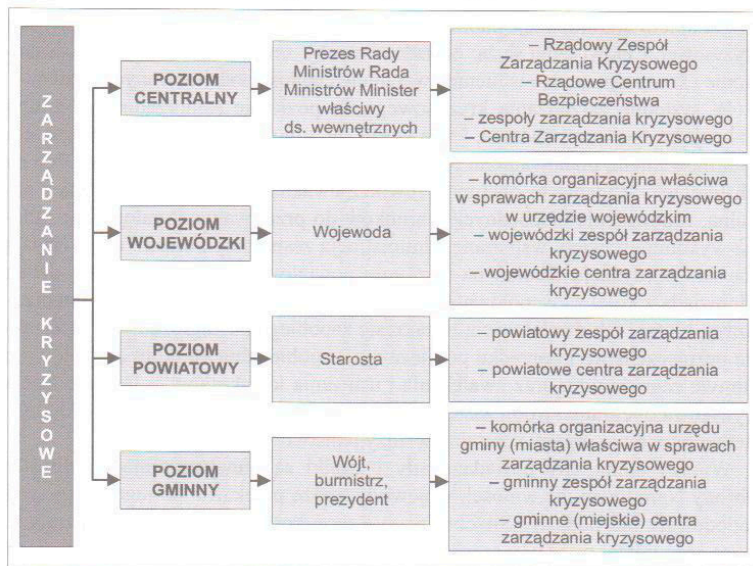 ZARZĄDZANIE KRYZYSOWE
POZIOM
CENTRALNY
Prezes Rady
Ministrów Rada
Ministrów Minister
właściwy
ds. wewnętrznych
– Rządowy Zespół
Zarządzania Kryzysowego
– Rządowe Centrum
Bezpieczeństwa
– zespoły zarządzania kryzysowego
– Centra Zarządzania Kryzysowego
POZIOM
WOJEWÓDZKI
Wojewoda
– komórka organizacyjna właściwa
w sprawach zarządzania kryzysowego
w urzędzie wojewódzkim
– wojewódzki zespół zarządzania
kryzysowego
– wojewódzkie centra zarządzania
kryzysowego
POZIOM
POWIATOWY
Starosta
– powiatowy zespół zarządzania
kryzysowego
– powiatowe centra zarządzania
kryzysowego
POZIOM
GMINNY
Wójt,
burmistrz,
prezydent
– komórka organizacyjna urzędu
gminy (miasta) właściwa w sprawach
zarządzania kryzysowego
– gminny zespół zarządzania
kryzysowego
– gminne (miejskie) centra
zarządzania kryzysowego